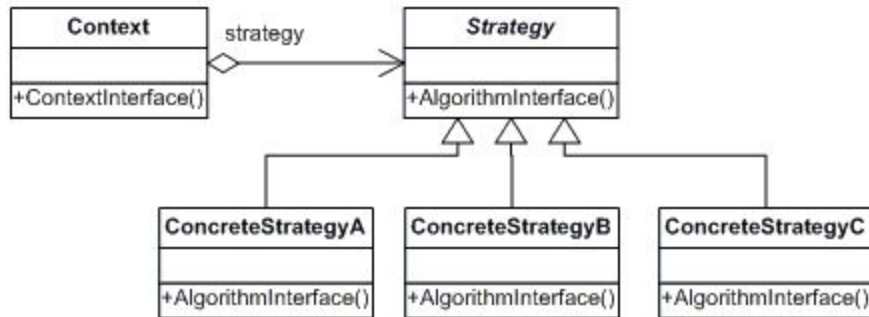 Context
strategy
Strategy
+ContextInterface()
+AlgorithmInterface()
ConcreteStrategyA
ConcreteStrategyB
ConcreteStrategyC
+AlgorithmInterface()
+AlgorithmInterface()
+AlgorithmInterface()